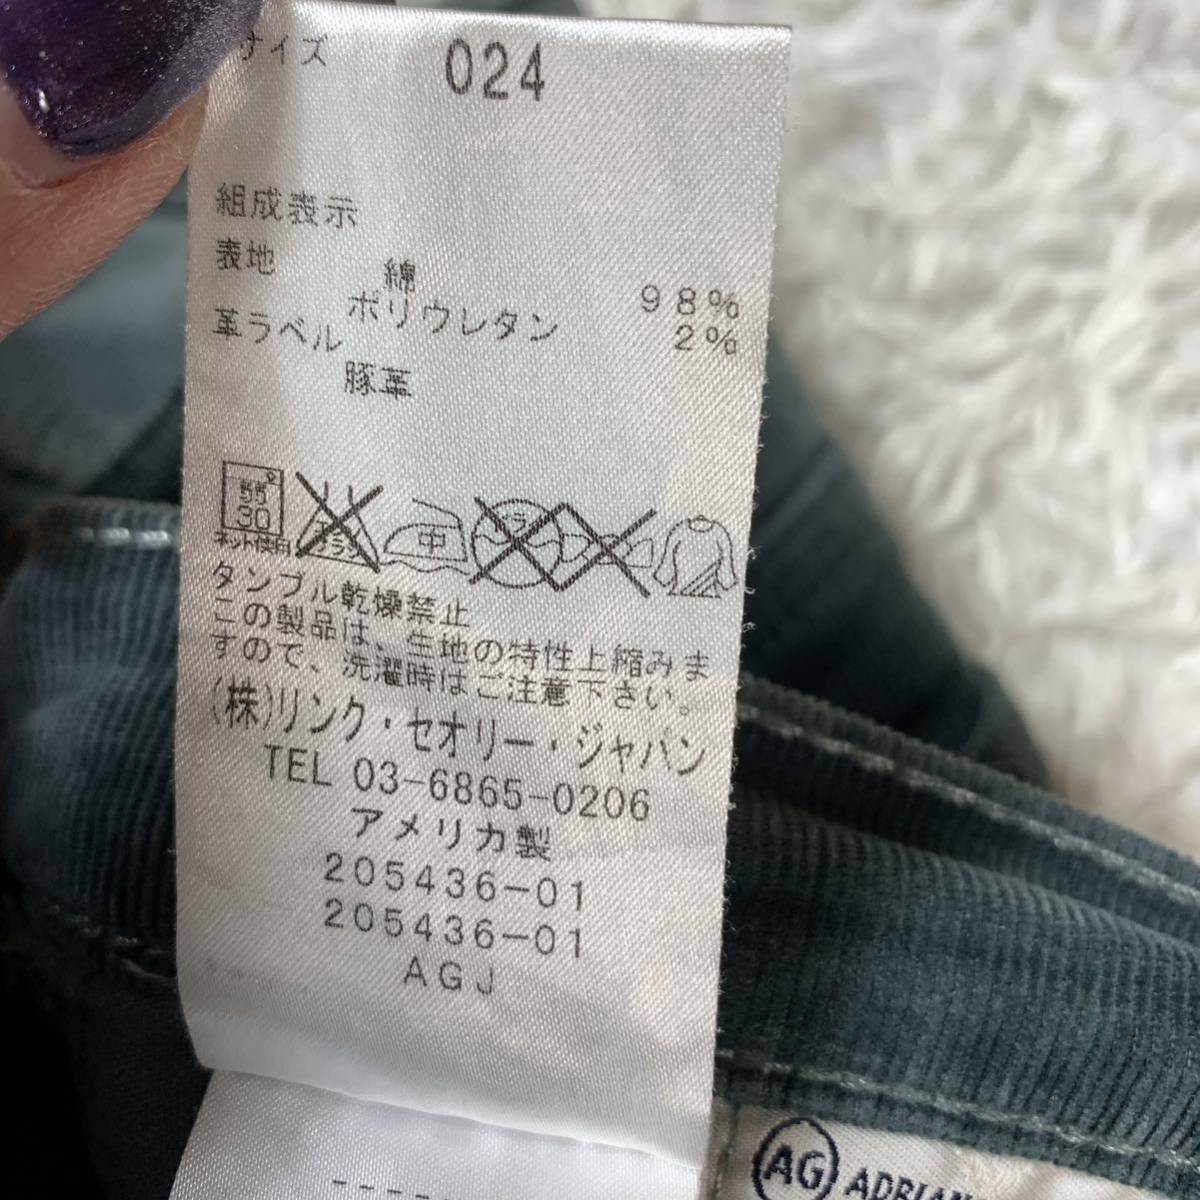 サイズ 024
組成表示
表地
綿 98%
ポリウレタン 2%
革ラベル
豚革
30
ネット使用
中
タンブル乾燥禁止
この製品は、生地の特性上縮みま
すので、洗濯時はご注意下さい。
(株)リンク・セオリー・ジャパン
TEL 03-6865-0206
アメリカ製
205436-01
205436-01
AGJ
-----
AG ADRIAN